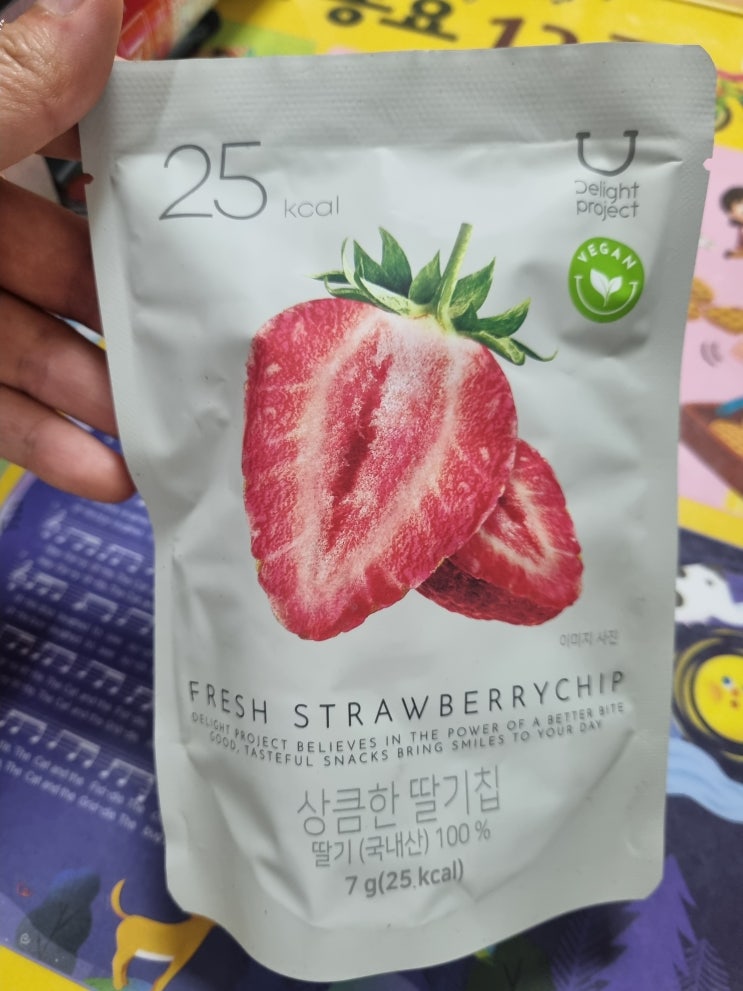 25 kcal
Delight
project
VEGAN
이미지 사진
FRESH STRAWBERRYCHIP
DELIGHT PROJECT BELIEVES IN THE POWER OF A BETTER BITE
GOOD, TASTEFUL SNACKS BRING SMILES TO YOUR DAY
상큼한 딸기칩
딸기 (국내산) 100 %
7 g(25 kcal)